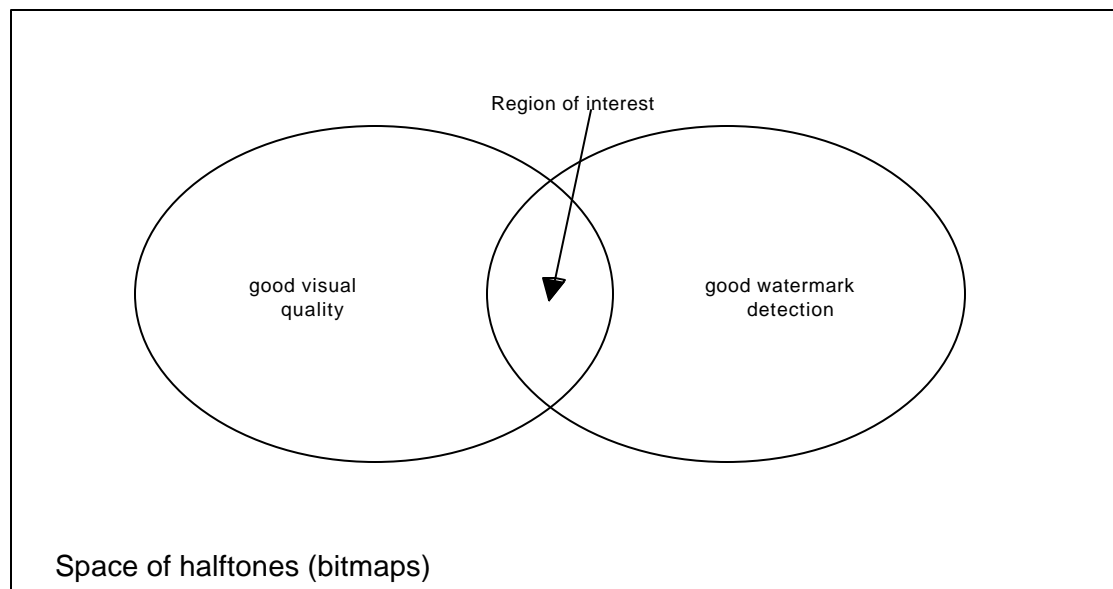 Region of interest
good visual
quality
good watermark
detection
Space of halftones (bitmaps)